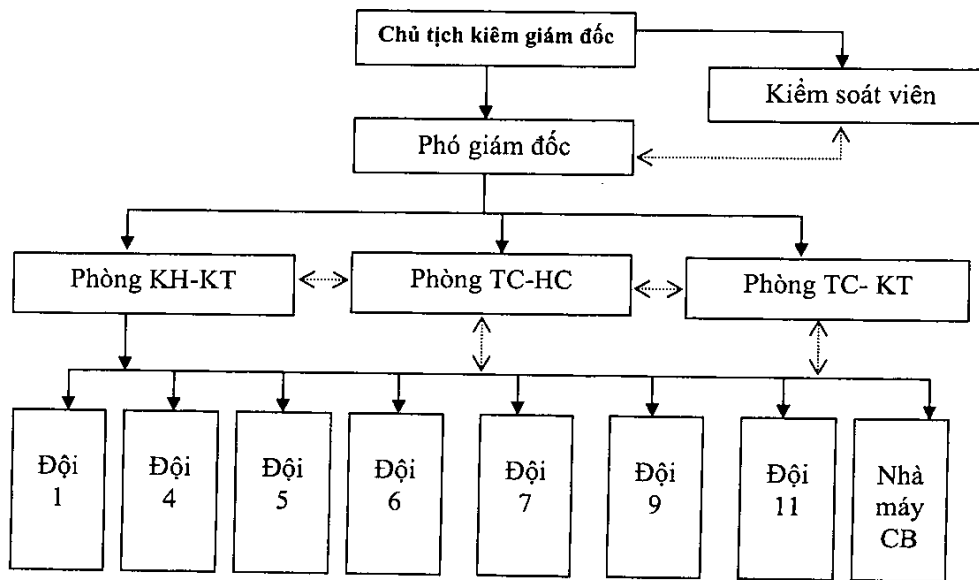 Chủ tịch kiêm giám đốc
Kiểm soát viên
Phó giám đốc
Phòng KH-KT
Phòng TC-HC
Phòng TC- KT
Đội
1
Đội
4
Đội
5
Đội
6
Đội
7
Đội
9
Đội
11
Nhà
máy
CB